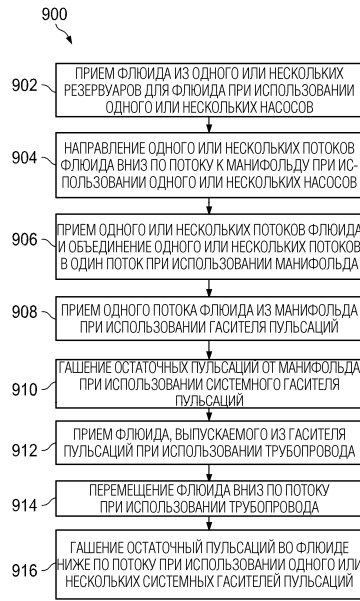 900
902
ПРИЕМ ФЛЮИДА ИЗ ОДНОГО ИЛИ НЕСКОЛЬКИХ
РЕЗЕРВУАРОВ ДЛЯ ФЛЮИДА ПРИ ИСПОЛЬЗОВАНИИ
ОДНОГО ИЛИ НЕСКОЛЬКИХ НАСОСОВ
904
НАПРАВЛЕНИЕ ОДНОГО ИЛИ НЕСКОЛЬКИХ ПОТОКОВ
ФЛЮИДА ВНИЗ ПО ПОТОКУ К МАНИФОЛЬДУ ПРИ ИС-
ПОЛЬЗОВАНИИ ОДНОГО ИЛИ НЕСКОЛЬКИХ НАСОСОВ
906
ПРИЕМ ОДНОГО ИЛИ НЕСКОЛЬКИХ ПОТОКОВ ФЛЮИДА
И ОБЪЕДИНЕНИЕ ОДНОГО ИЛИ НЕСКОЛЬКИХ ПОТОКОВ
В ОДИН ПОТОК ПРИ ИСПОЛЬЗОВАНИИ МАНИФОЛЬДА
908
ПРИЕМ ОДНОГО ПОТОКА ФЛЮИДА ИЗ МАНИФОЛЬДА
ПРИ ИСПОЛЬЗОВАНИИ ГАСИТЕЛЯ ПУЛЬСАЦИЙ
910
ГАШЕНИЕ ОСТАТОЧНЫХ ПУЛЬСАЦИЙ ОТ МАНИФОЛЬДА
ПРИ ИСПОЛЬЗОВАНИИ СИСТЕМНОГО ГАСИТЕЛЯ
ПУЛЬСАЦИЙ
912
ПРИЕМ ФЛЮИДА, ВЫПУСКАЕМОГО ИЗ ГАСИТЕЛЯ
ПУЛЬСАЦИЙ ПРИ ИСПОЛЬЗОВАНИИ ТРУБОПРОВОДА
914
ПЕРЕМЕЩЕНИЕ ФЛЮИДА ВНИЗ ПО ПОТОКУ
ПРИ ИСПОЛЬЗОВАНИИ ТРУБОПРОВОДА
916
ГАШЕНИЕ ОСТАТОЧНЫЙ ПУЛЬСАЦИЙ ВО ФЛЮИДЕ
НИЖЕ ПО ПОТОКУ ПРИ ИСПОЛЬЗОВАНИИ ОДНОГО ИЛИ
НЕСКОЛЬКИХ СИСТЕМНЫХ ГАСИТЕЛЕЙ ПУЛЬСАЦИЙ